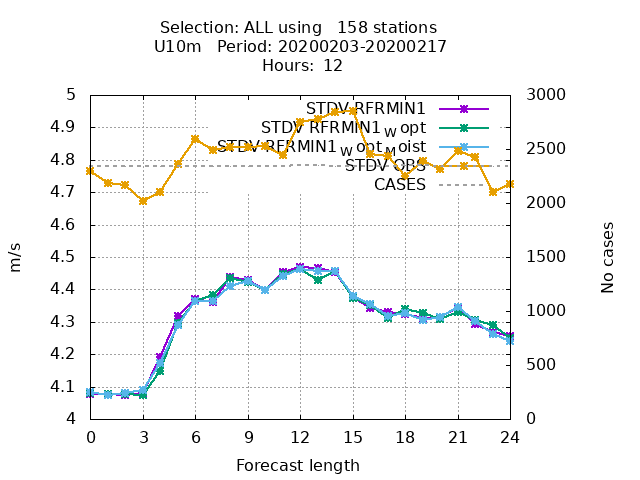 Selection: ALL using   158 stations
U10m   Period: 20200203-20200217
Hours:  12
5
4.9
4.8
4.7
4.6
4.5
4.4
4.3
4.2
4.1
4
3000
2500
2000
1500
1000
500
0
STDV RFRMIN1
STDV RFRMIN1_W opt
STDV RFRMIN1_W opt_M oist
STDV OBS
CASES
m/s
No cases
0 3 6 9 12 15 18 21 24
Forecast length